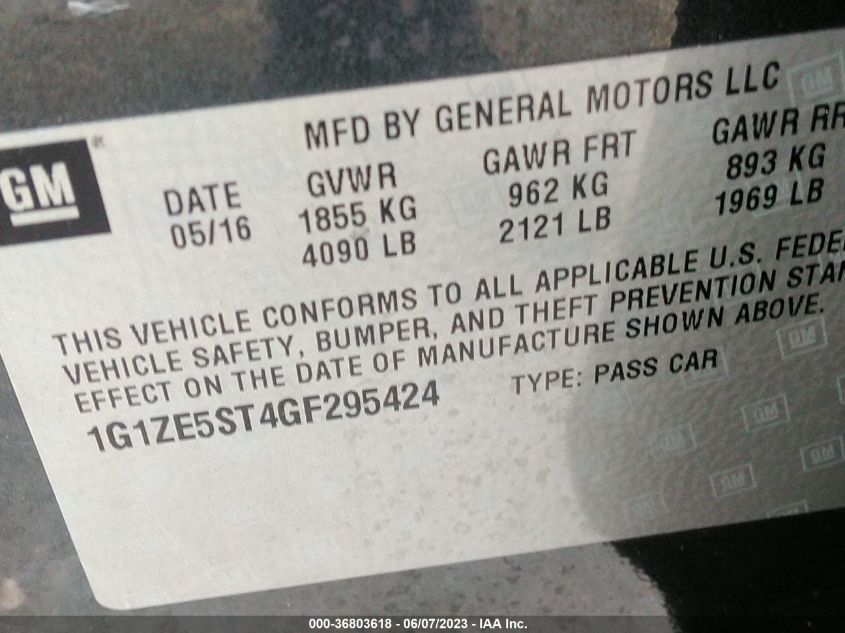 MFD BY GENERAL MOTORS LLC
GM®
DATE GVWR GAWR FRT GAWR RR
05/16 1855 KG 962 KG 893 KG
4090 LB 2121 LB 1969 LB
THIS VEHICLE CONFORMS TO ALL APPLICABLE U.S.
VEHICLE SAFETY, BUMPER, AND THEFT PREVENTION
EFFECT ON THE DATE OF MANUFACTURE SHOWN ABOVE.
1G1ZE5ST4GF295424 TYPE: PASS CAR
000-36803618 - 06/07/2023 - IAA Inc.